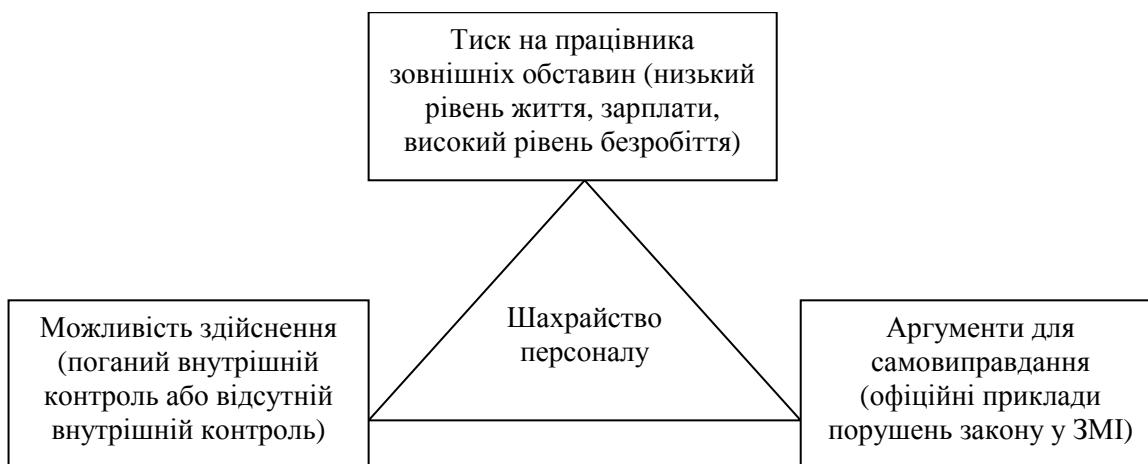 Тиск на працівника
зовнішніх обставин (низький
рівень життя, зарплати,
високий рівень безробіття)
Можливість здійснення
(поганий внутрішній
контроль або відсутній
внутрішній контроль)
Шахрайство
персоналу
Аргументи для
самовиправдання
(офіційні приклади
порушень закону у ЗМІ)